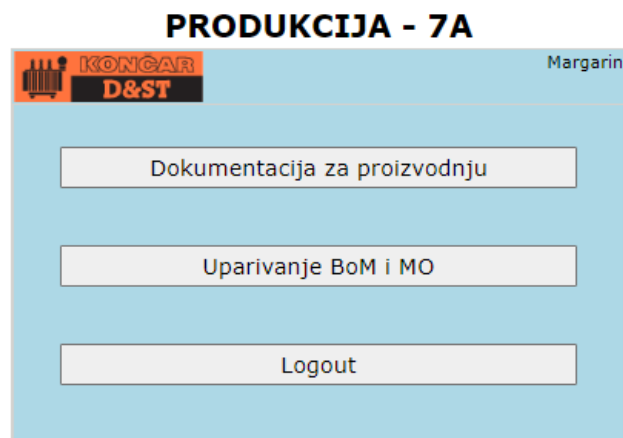 PRODUKCIJA - 7A
KONČAR
D&ST
Margarin
Dokumentacija za proizvodnju
Uparivanje BoM i MO
Logout